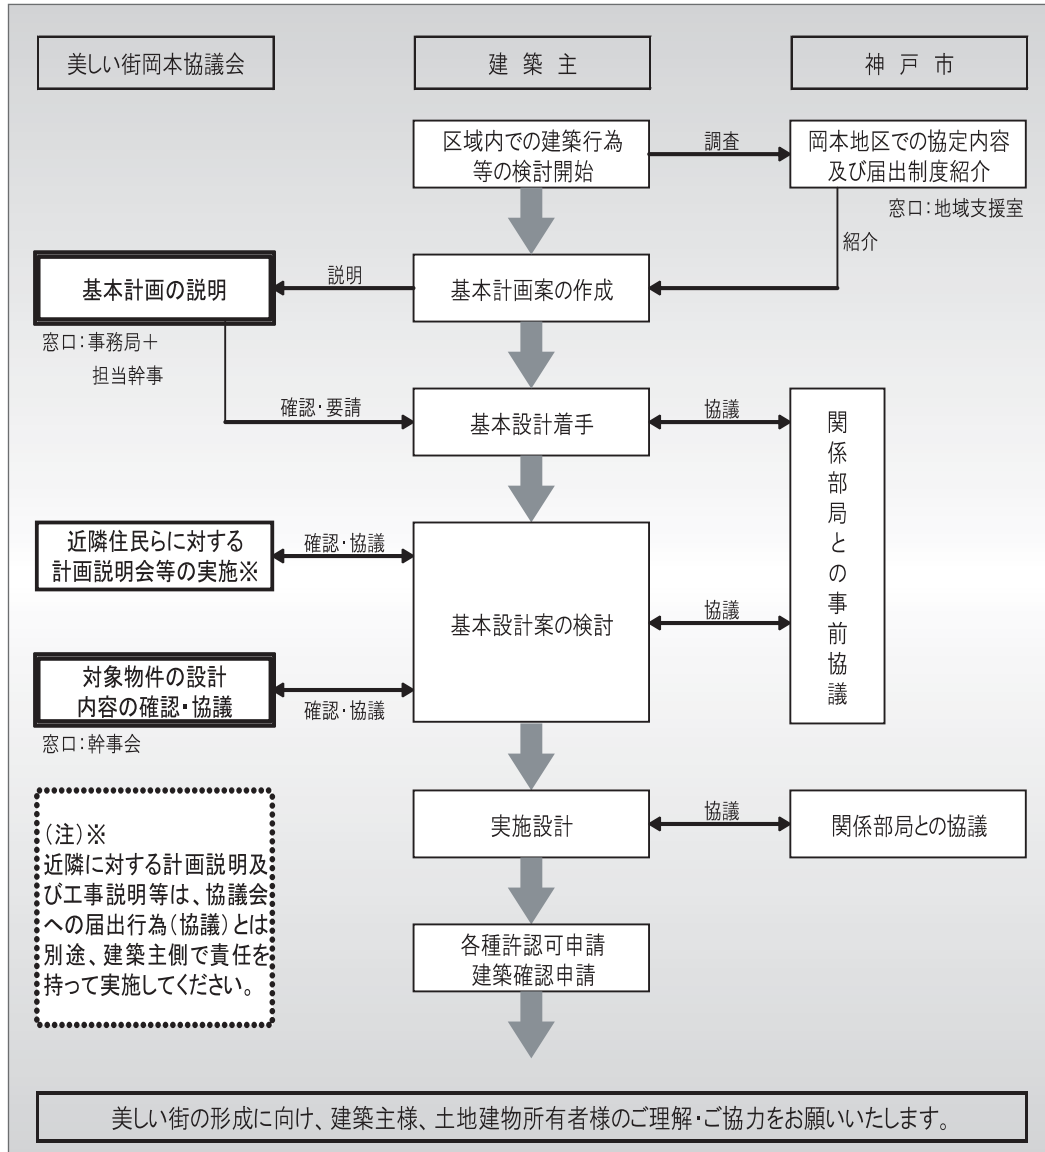 美しい街岡本協議会
建築主
神戸市
区域内での建築行為
等の検討開始
調査
岡本地区での協定内容
及び届出制度紹介
窓口：地域支援室
紹介
基本計画の説明
説明
基本計画案の作成
窓口：事務局＋
担当幹事
確認・要請
基本設計着手
協議
関係部局との事前協議
近隣住民らに対する
計画説明会等の実施※
確認・協議
基本設計案の検討
協議
対象物件の設計
内容の確認・協議
確認・協議
窓口：幹事会
（注）※
近隣に対する計画説明及
び工事説明等は、協議会
への届出行為（協議）とは
別途、建築主側で責任を
持って実施してください。
実施設計
協議
関係部局との協議
各種許認可申請
建築確認申請
美しい街の形成に向け、建築主様、土地建物所有者様のご理解・ご協力をお願いいたします。